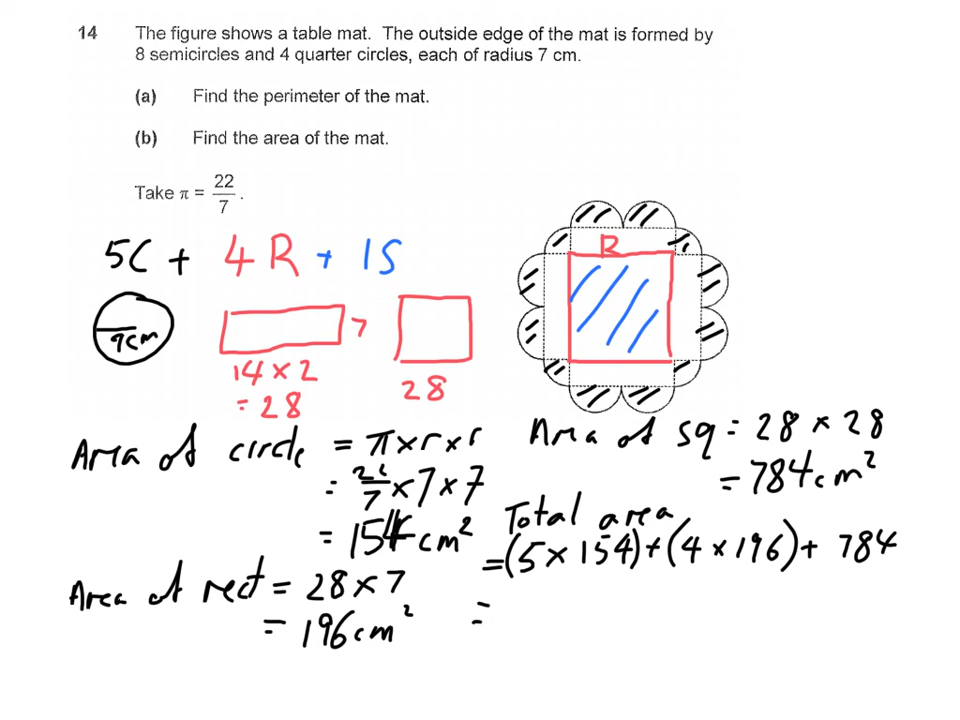 14 The figure shows a table mat. The outside edge of the mat is formed by
8 semicircles and 4 quarter circles, each of radius 7 cm.
(a) Find the perimeter of the mat.
(b) Find the area of the mat.
Take π = 22/7 .
5C + 4R + 1S
R
7cm
7
14 × 2
= 28
28
Area of circle = π × r × r
= 22/7 × 7 × 7
= 154 cm²
Area of rect = 28 × 7
= 196 cm²
Area of sq = 28 × 28
= 784 cm²
Total area
= (5 × 154) + (4 × 196) + 784
=